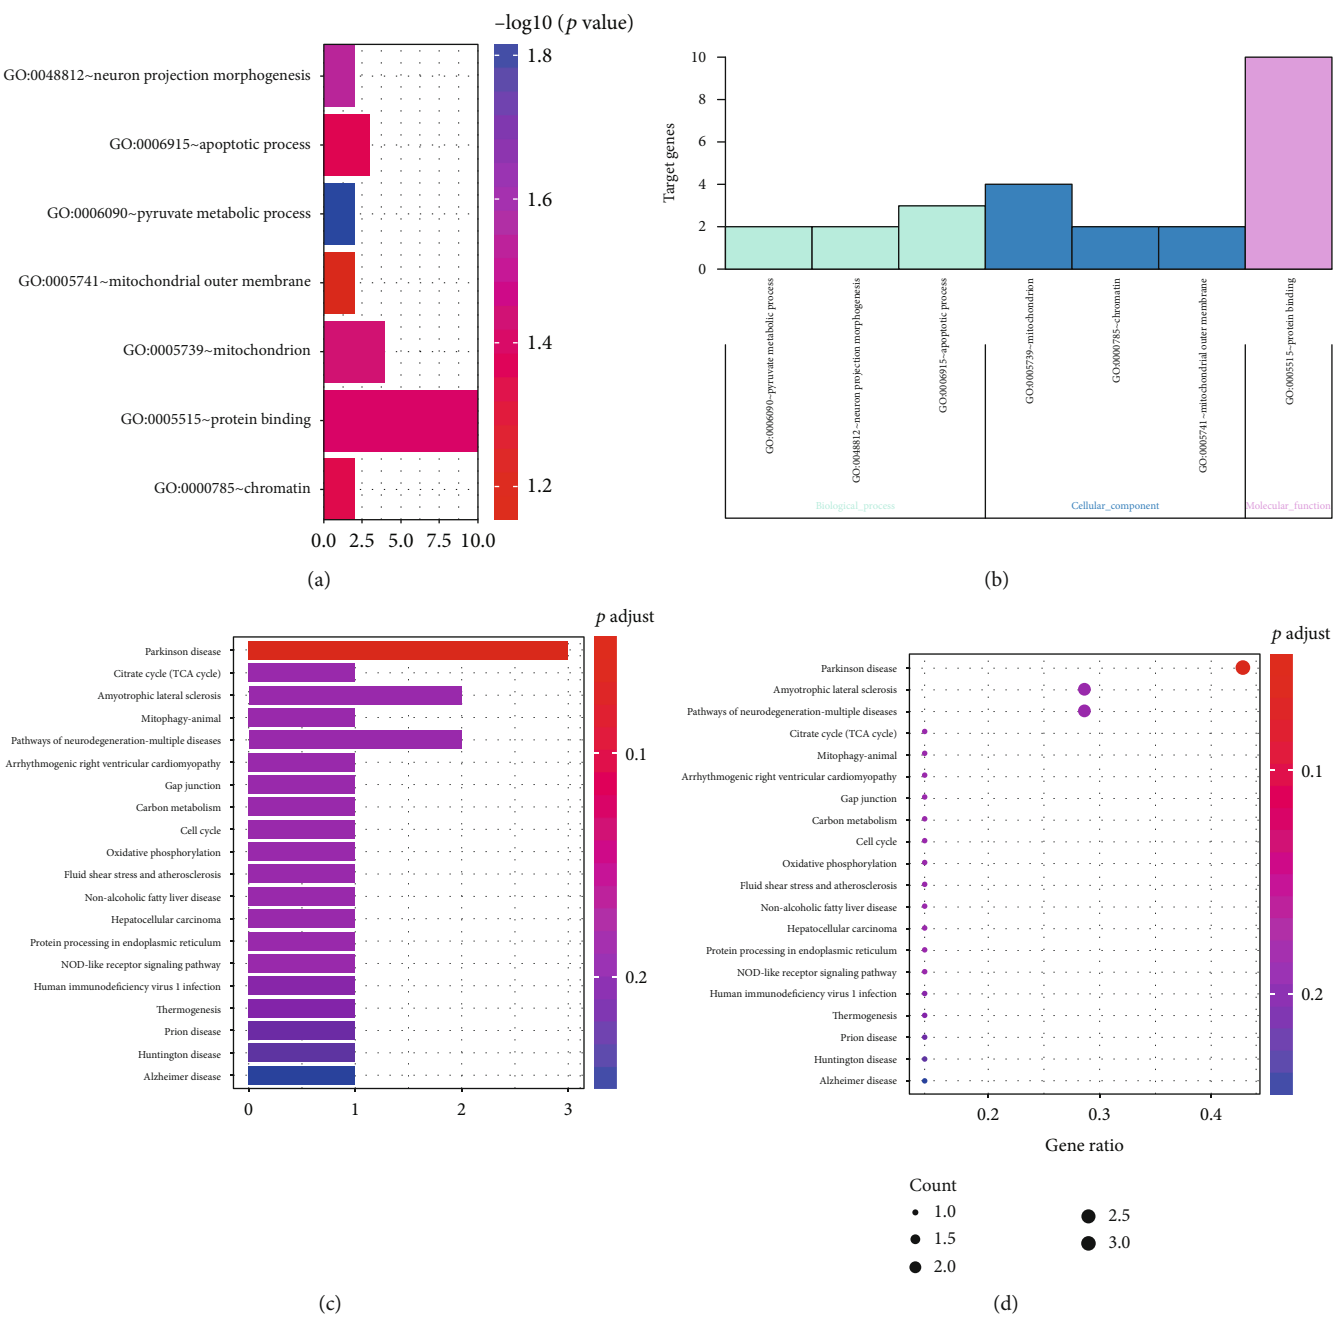 –log10 (p value)
GO:0048812~neuron projection morphogenesis
GO:0006915~apoptotic process
GO:0006090~pyruvate metabolic process
GO:0005741~mitochondrial outer membrane
GO:0005739~mitochondrion
GO:0005515~protein binding
GO:0000785~chromatin
0.0 2.5 5.0 7.5 10.0
1.8
1.6
1.4
1.2
(a)
Target genes
10
8
6
4
2
0
GO:0006090~pyruvate metabolic process
GO:0048812~neuron projection morphogenesis
GO:0006915~apoptotic process
GO:0005739~mitochondrion
GO:0000785~chromatin
GO:0005741~mitochondrial outer membrane
GO:0005515~protein binding
Biological_process
Cellular_component
Molecular_function
(b)
p adjust
Parkinson disease
Citrate cycle (TCA cycle)
Amyotrophic lateral sclerosis
Mitophagy-animal
Pathways of neurodegeneration-multiple diseases
Arrhythmogenic right ventricular cardiomyopathy
Gap junction
Carbon metabolism
Cell cycle
Oxidative phosphorylation
Fluid shear stress and atherosclerosis
Non-alcoholic fatty liver disease
Hepatocellular carcinoma
Protein processing in endoplasmic reticulum
NOD-like receptor signaling pathway
Human immunodeficiency virus 1 infection
Thermogenesis
Prion disease
Huntington disease
Alzheimer disease
0 1 2 3
0.1
0.2
(c)
p adjust
Parkinson disease
Amyotrophic lateral sclerosis
Pathways of neurodegeneration-multiple diseases
Citrate cycle (TCA cycle)
Mitophagy-animal
Arrhythmogenic right ventricular cardiomyopathy
Gap junction
Carbon metabolism
Cell cycle
Oxidative phosphorylation
Fluid shear stress and atherosclerosis
Non-alcoholic fatty liver disease
Hepatocellular carcinoma
Protein processing in endoplasmic reticulum
NOD-like receptor signaling pathway
Human immunodeficiency virus 1 infection
Thermogenesis
Prion disease
Huntington disease
Alzheimer disease
0.2 0.3 0.4
Gene ratio
0.1
0.2
Count
1.0
1.5
2.0
2.5
3.0
(d)